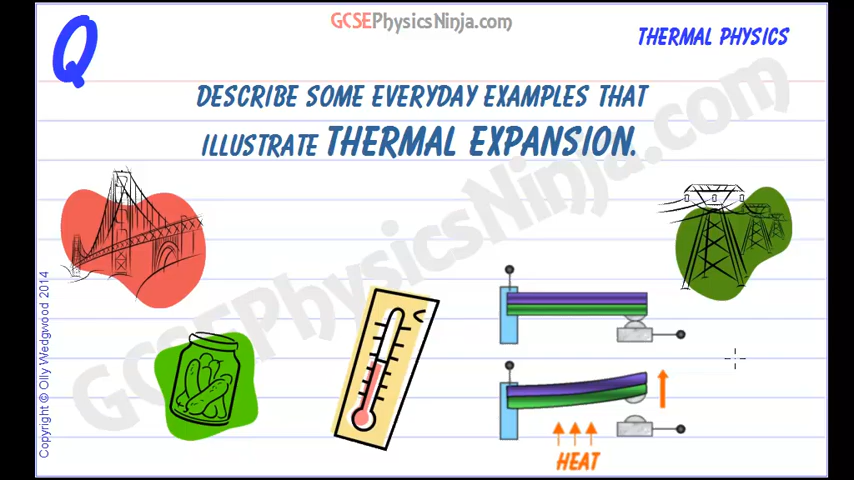 GCSEPhysicsNinja.com
Q
THERMAL PHYSICS
DESCRIBE SOME EVERYDAY EXAMPLES THAT
ILLUSTRATE THERMAL EXPANSION.
GCSEPhysicsNinja.com
HEAT
Copyright © Olly Wedgwood 2014